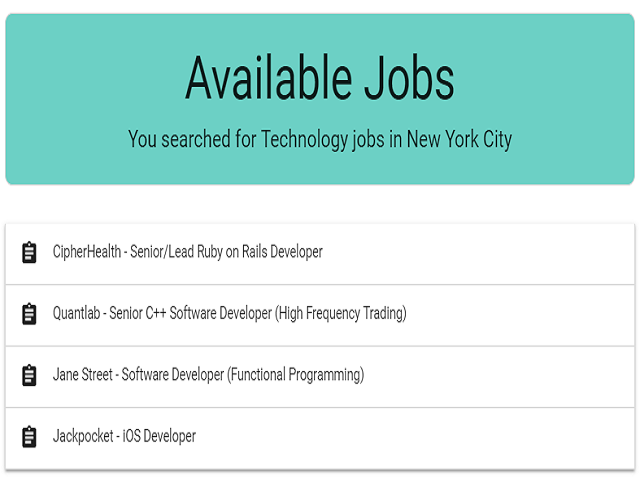 Available Jobs
You searched for Technology jobs in New York City
CipherHealth - Senior/Lead Ruby on Rails Developer
Quantlab - Senior C++ Software Developer (High Frequency Trading)
Jane Street - Software Developer (Functional Programming)
Jackpocket - iOS Developer